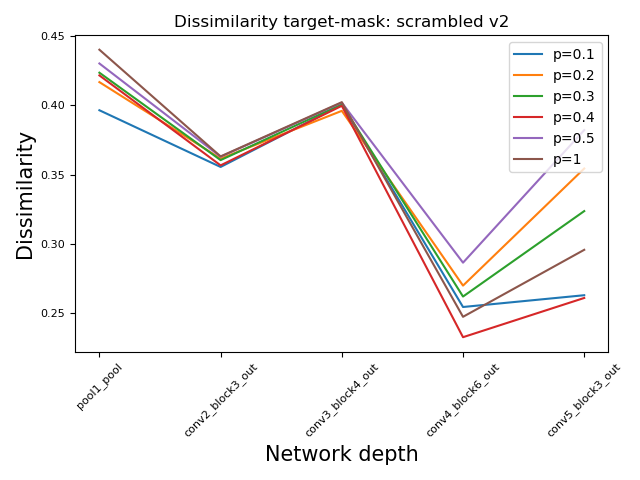 Dissimilarity target-mask: scrambled v2
Dissimilarity
0.45
0.40
0.35
0.30
0.25
p=0.1
p=0.2
p=0.3
p=0.4
p=0.5
p=1
pool1_pool
conv2_block3_out
conv3_block4_out
conv4_block6_out
conv5_block3_out
Network depth